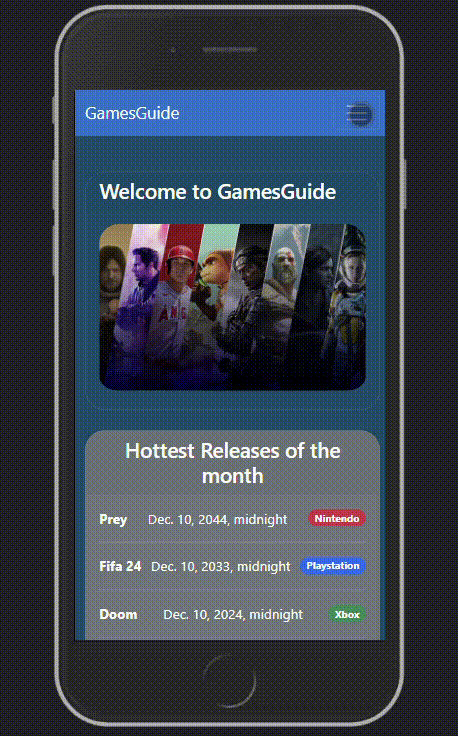 GamesGuide
Welcome to GamesGuide
ANG
Hottest Releases of the
month
Prey Dec. 10, 2044, midnight Nintendo
Fifa 24 Dec. 10, 2033, midnight Playstation
Doom Dec. 10, 2024, midnight Xbox